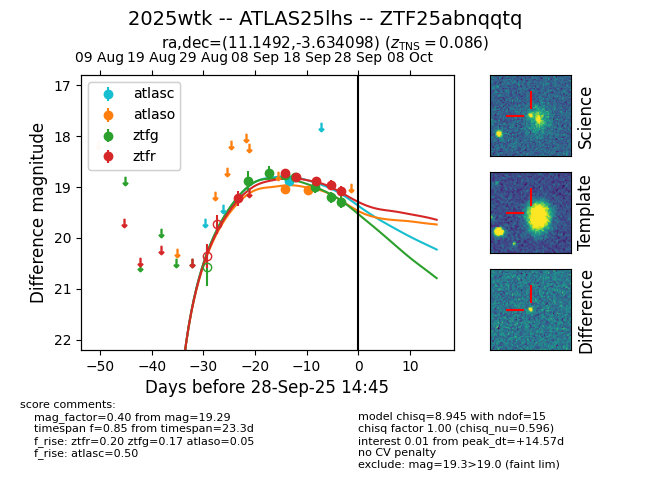 2025wtk -- ATLAS25lhs -- ZTF25abnqqtq
ra,dec=(11.1492,-3.634098) (zTNS = 0.086)
09 Aug 19 Aug 29 Aug 08 Sep 18 Sep 28 Sep 08 Oct
17
18
19
20
21
22
Difference magnitude
atlasc
atlaso
ztfg
ztfr
−50 −40 −30 −20 −10 0 10
Days before 28-Sep-25 14:45
Science
Template
Difference
score comments:
mag_factor=0.40 from mag=19.29
timespan f=0.85 from timespan=23.3d
f_rise: ztfr=0.20 ztfg=0.17 atlaso=0.05
f_rise: atlasc=0.50
model chisq=8.945 with ndof=15
chisq factor 1.00 (chisq_nu=0.596)
interest 0.01 from peak_dt=+14.57d
no CV penalty
exclude: mag=19.3>19.0 (faint lim)